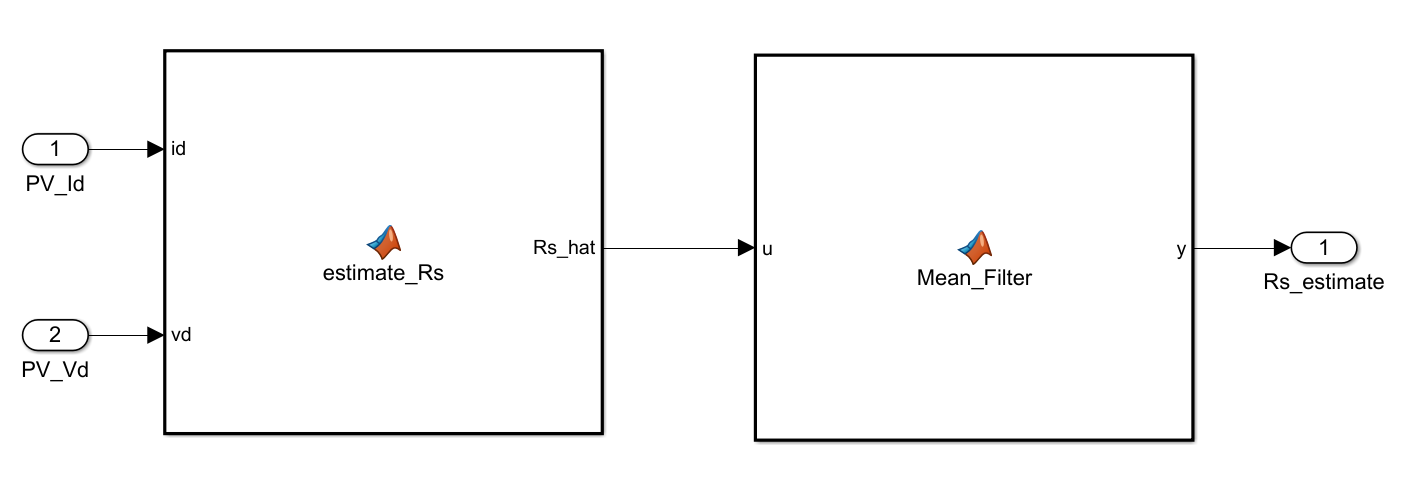 1
PV_Id
id
estimate_Rs
Rs_hat
2
PV_Vd
vd
u
Mean_Filter
y
1
Rs_estimate